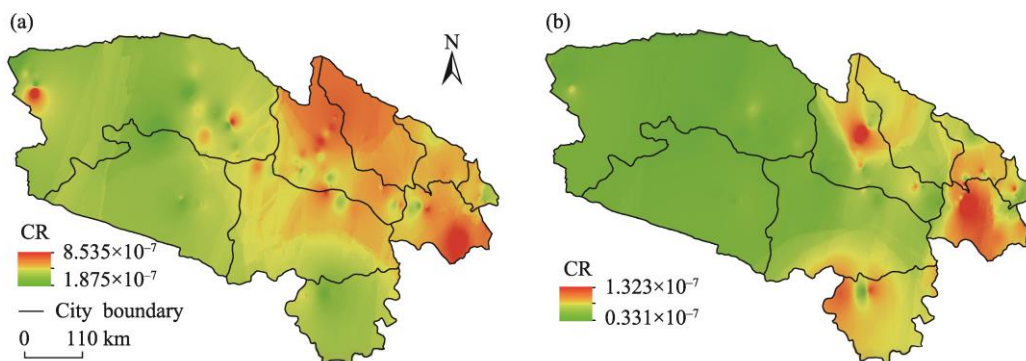 (a)
N
CR
8.535×10⁻⁷
1.875×10⁻⁷
City boundary
0 110 km
(b)
CR
1.323×10⁻⁷
0.331×10⁻⁷